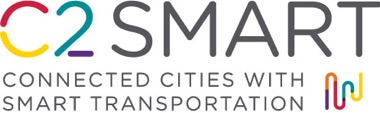 C2SMART
CONNECTED CITIES WITH
SMART TRANSPORTATION